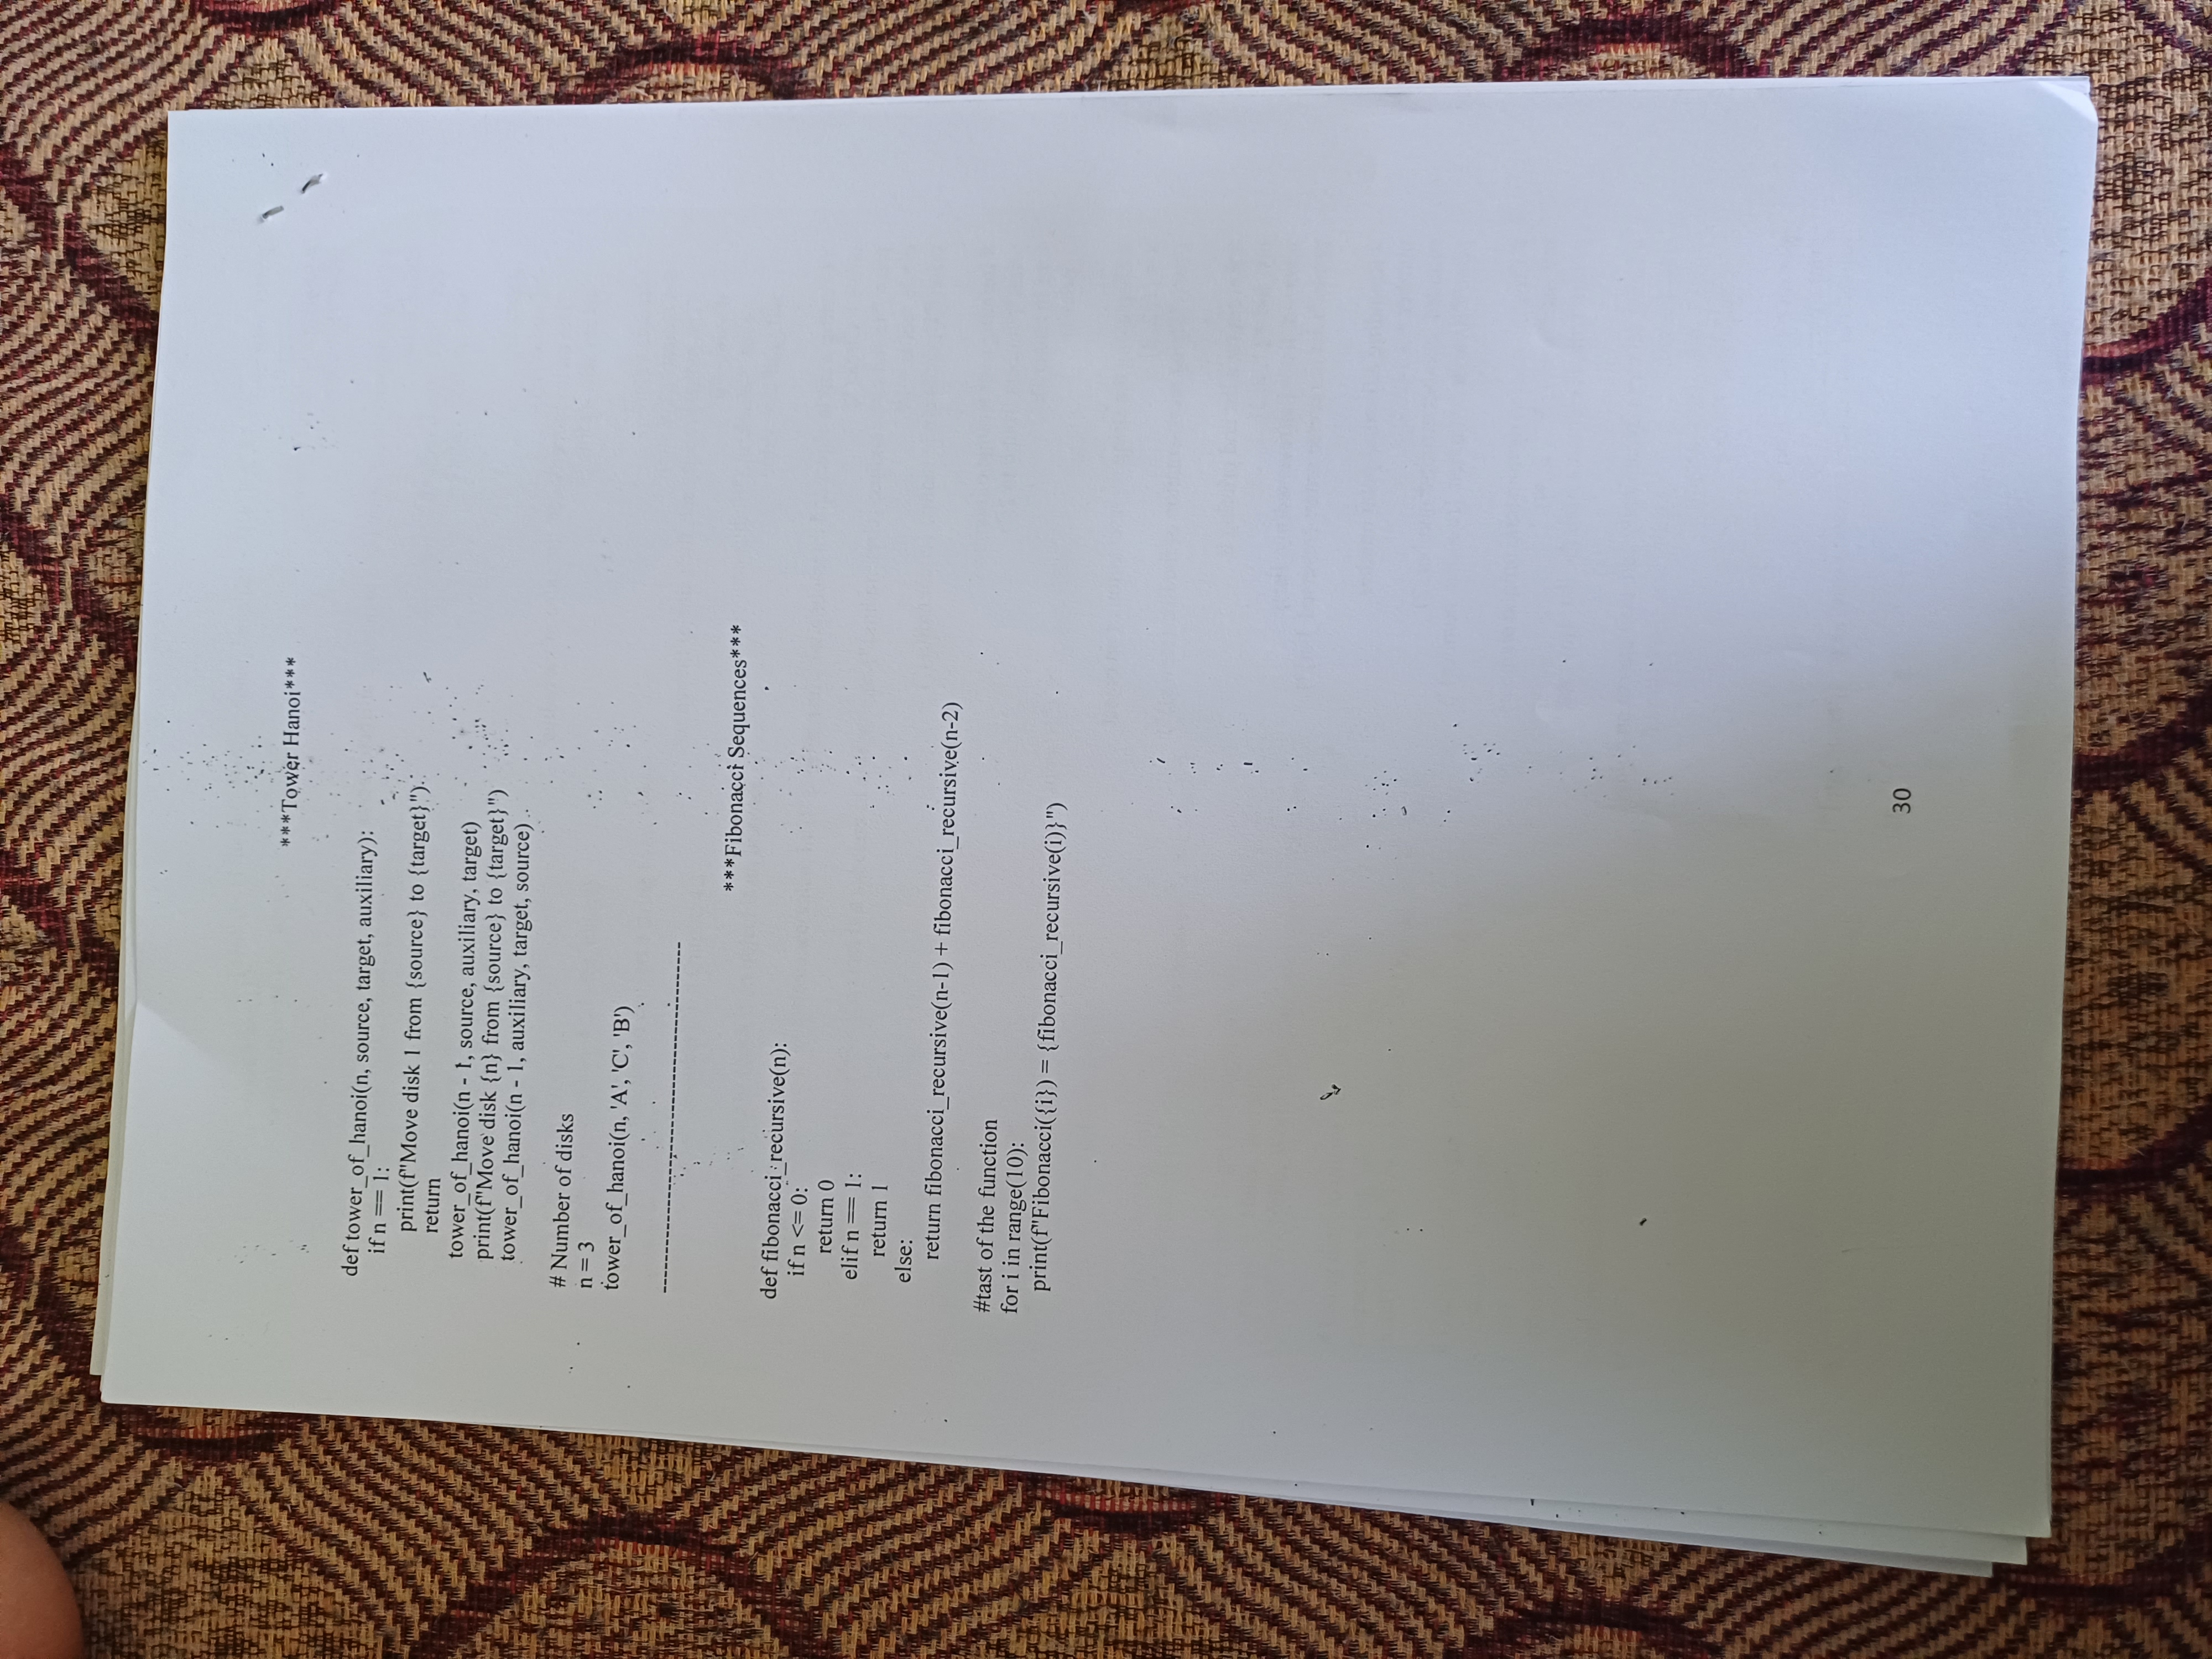 ***Tower Hanoi***
def tower_of_hanoi(n, source, target, auxiliary):
if n == 1:
print(f"Move disk 1 from {source} to {target}")
return
tower_of_hanoi(n - 1, source, auxiliary, target)
print(f"Move disk {n} from {source} to {target}")
tower_of_hanoi(n - 1, auxiliary, target, source)
# Number of disks
n = 3
tower_of_hanoi(n, 'A', 'C', 'B')
---------------------------------------------
***Fibonacci Sequences***
def fibonacci_recursive(n):
if n <= 0:
return 0
elif n == 1:
return 1
else:
return fibonacci_recursive(n-1) + fibonacci_recursive(n-2)
#tast of the function
for i in range(10):
print(f"Fibonacci({i}) = {fibonacci_recursive(i)}")
30